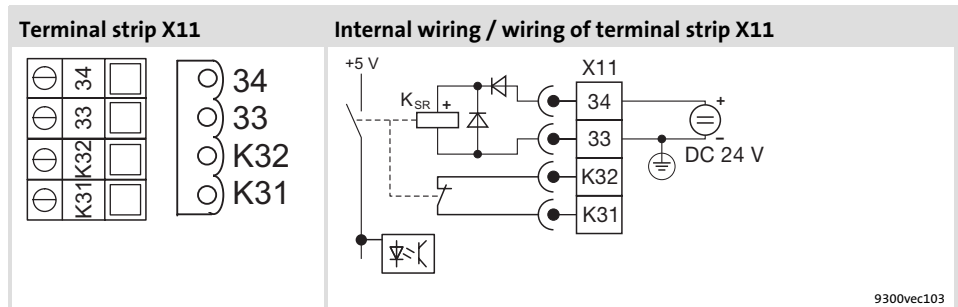 Terminal strip X11
Internal wiring / wiring of terminal strip X11
34
33
K32
K31
34
33
K32
K31
+5 V
KSR
+
X11
34
33
K32
K31
+
−
DC 24 V
9300vec103